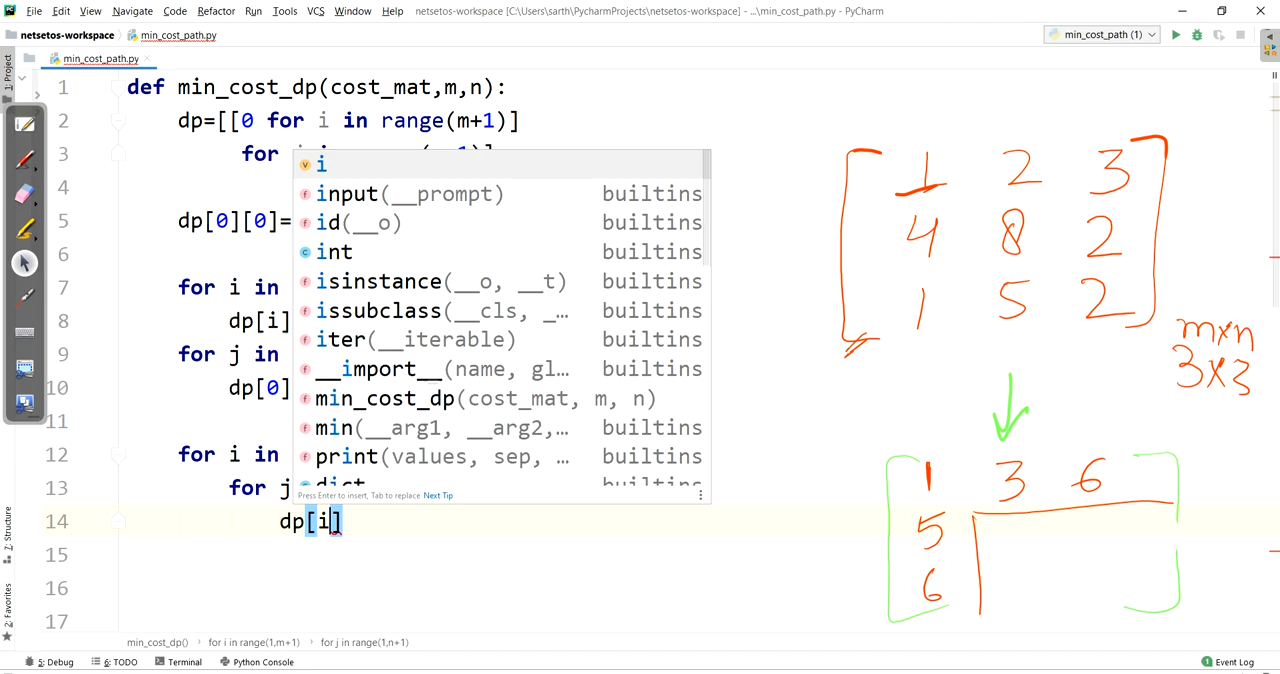 File Edit View Navigate Code Refactor Run Tools VCS Window Help netsetos-workspace [C:\Users\sarth\PycharmProjects\netsetos-workspace] - ...\min_cost_path.py - PyCharm
netsetos-workspace min_cost_path.py min_cost_path (1)
min_cost_path.py
1: Project
1 def min_cost_dp(cost_mat,m,n):
2 dp=[[0 for i in range(m+1)]
3 for
4
5 dp[0][0]=
6
7 for i in
8 dp[i]
9 for j in
10 dp[0]
11
12 for i in
13 for j
14 dp[i]
15
16
17
i
input(__prompt) builtins
id(__o) builtins
int builtins
isinstance(__o, __t) builtins
issubclass(__cls, _… builtins
iter(__iterable) builtins
__import__(name, gl… builtins
min_cost_dp(cost_mat, m, n)
min(__arg1, __arg2,… builtins
print(values, sep, … builtins
dict builtins
Press Enter to insert, Tab to replace Next Tip
1 2 3
4 8 2
1 5 2
m×n
3×3
1 3 6
5
6
7: Structure
2: Favorites
min_cost_dp() for i in range(1,m+1) for j in range(1,n+1)
5: Debug 6: TODO Terminal Python Console 1 Event Log